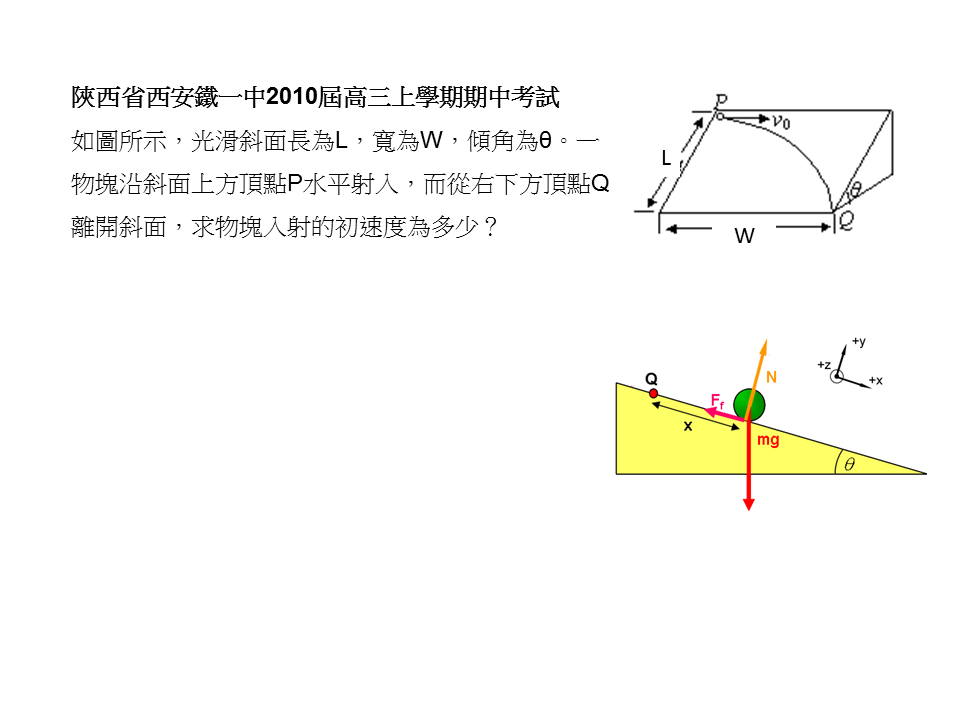 陝西省西安鐵一中2010屆高三上學期期中考試
如圖所示，光滑斜面長為L，寬為W，傾角為θ。一
物塊沿斜面上方頂點P水平射入，而從右下方頂點Q
離開斜面，求物塊入射的初速度為多少？
P
v0
L
θ
Q
W
+y
+z
+x
Q
N
Ff
x
mg
θ